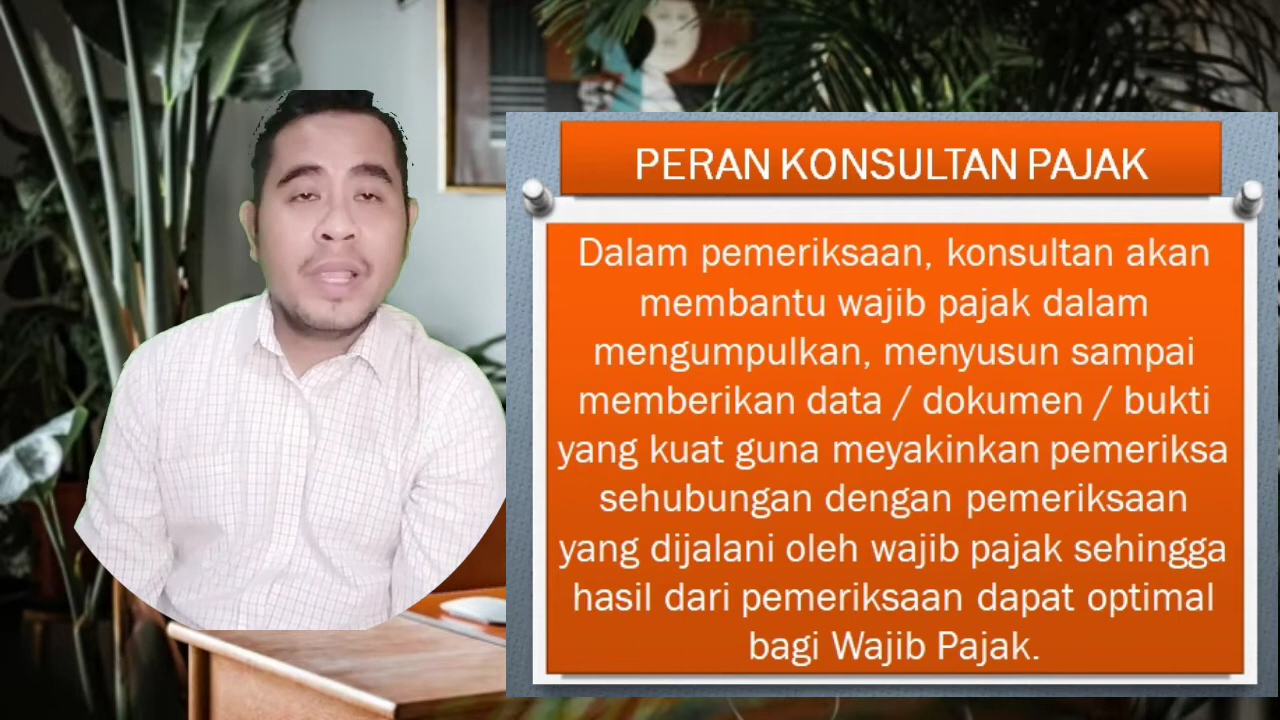 PERAN KONSULTAN PAJAK
Dalam pemeriksaan, konsultan akan
membantu wajib pajak dalam
mengumpulkan, menyusun sampai
memberikan data / dokumen / bukti
yang kuat guna meyakinkan pemeriksa
sehubungan dengan pemeriksaan
yang dijalani oleh wajib pajak sehingga
hasil dari pemeriksaan dapat optimal
bagi Wajib Pajak.